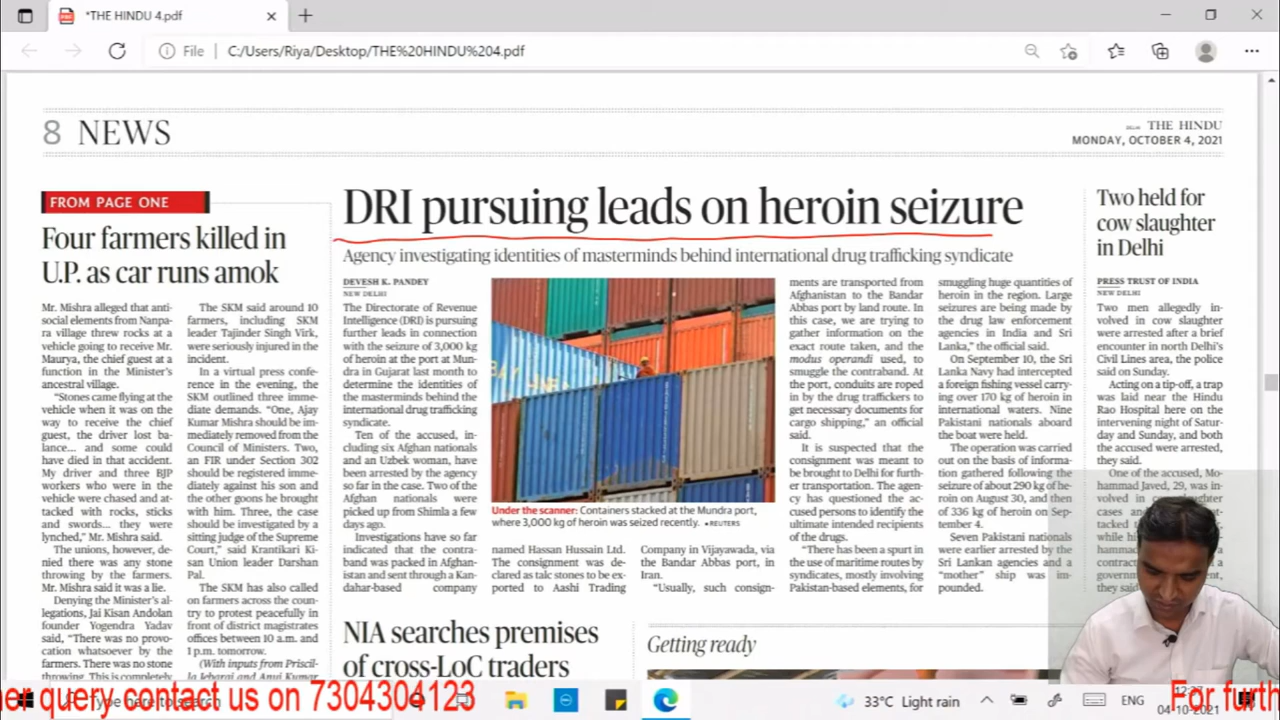 *THE HINDU 4.pdf
File
C:/Users/Riya/Desktop/THE%20HINDU%204.pdf
8 NEWS
DELHI THE HINDU
MONDAY, OCTOBER 4, 2021
FROM PAGE ONE
Four farmers killed in
U.P. as car runs amok
Mr. Mishra alleged that anti-
social elements from Nanpa-
ra village threw rocks at a
vehicle going to receive Mr.
Maurya, the chief guest at a
function in the Minister's
ancestral village.
"Stones came flying at the
vehicle when it was on the
way to receive the chief
guest, the driver lost ba-
lance... and some could
have died in that accident.
My driver and three BJP
workers who were in the
vehicle were chased and at-
tacked with rocks, sticks
and swords... they were
lynched," Mr. Mishra said.
The unions, however, de-
nied there was any stone
throwing by the farmers.
Mr. Mishra said it was a lie.
Denying the Minister's al-
legations, Jai Kisan Andolan
founder Yogendra Yadav
said, "There was no provo-
cation whatsoever by the
farmers. There was no stone
throwing. This is completely
The SKM said around 10
farmers, including SKM
leader Tajinder Singh Virk,
were seriously injured in the
incident.
In a virtual press confe-
rence in the evening, the
SKM outlined three imme-
diate demands. "One, Ajay
Kumar Mishra should be im-
mediately removed from the
Council of Ministers. Two,
an FIR under Section 302
should be registered imme-
diately against his son and
the other goons he brought
with him. Three, the case
should be investigated by a
sitting judge of the Supreme
Court," said Krantikari Ki-
san Union leader Darshan
Pal.
The SKM has also called
on farmers across the coun-
try to protest peacefully in
front of district magistrates
offices between 10 a.m. and
1 p.m. tomorrow.
(With inputs from Priscil-
la Jebaraj and Anuj Kumar
DRI pursuing leads on heroin seizure
Agency investigating identities of masterminds behind international drug trafficking syndicate
DEVESH K. PANDEY
NEW DELHI
The Directorate of Revenue
Intelligence (DRI) is pursuing
further leads in connection
with the seizure of 3,000 kg
of heroin at the port at Mun-
dra in Gujarat last month to
determine the identities of
the masterminds behind the
international drug trafficking
syndicate.
Ten of the accused, in-
cluding six Afghan nationals
and an Uzbek woman, have
been arrested by the agency
so far in the case. Two of the
Afghan nationals were
picked up from Shimla a few
days ago.
Investigations have so far
indicated that the contra-
band was packed in Afghan-
istan and sent through a Kan-
dahar-based company
Under the scanner: Containers stacked at the Mundra port,
where 3,000 kg of heroin was seized recently. •REUTERS
named Hassan Hussain Ltd.
The consignment was de-
clared as talc stones to be ex-
ported to Aashi Trading
Company in Vijayawada, via
the Bandar Abbas port, in
Iran.
"Usually, such consign-
ments are transported from
Afghanistan to the Bandar
Abbas port by land route. In
this case, we are trying to
gather information on the
exact route taken, and the
modus operandi used, to
smuggle the contraband. At
the port, conduits are roped
in by the drug traffickers to
get necessary documents for
cargo shipping," an official
said.
It is suspected that the
consignment was meant to
be brought to Delhi for furth-
er transportation. The agen-
cy has questioned the ac-
cused persons to identify the
ultimate intended recipients
of the drugs.
"There has been a spurt in
the use of maritime routes by
syndicates, mostly involving
Pakistan-based elements, for
smuggling huge quantities of
heroin in the region. Large
seizures are being made by
the drug law enforcement
agencies in India and Sri
Lanka," the official said.
On September 10, the Sri
Lanka Navy had intercepted
a foreign fishing vessel carry-
ing over 170 kg of heroin in
international waters. Nine
Pakistani nationals aboard
the boat were held.
The operation was carried
out on the basis of informa-
tion gathered following the
seizure of about 290 kg of he-
roin on August 30, and then
of 336 kg of heroin on Sep-
tember 4.
Seven Pakistani nationals
were earlier arrested by the
Sri Lankan agencies and a
"mother" ship was im-
pounded.
Two held for
cow slaughter
in Delhi
PRESS TRUST OF INDIA
NEW DELHI
Two men allegedly in-
volved in cow slaughter
were arrested after a brief
encounter in north Delhi's
Civil Lines area, the police
said on Sunday.
Acting on a tip-off, a trap
was laid near the Hindu
Rao Hospital here on the
intervening night of Satur-
day and Sunday, and both
the accused were arrested,
they said.
One of the accused, Mo-
hammad Javed, 29, was in-
volved in
cases and
tacked
while hi
hammad
contract
govern
they said
NIA searches premises
of cross-LoC traders
Getting ready
her query contact us on 7304304123
For furth
33°C Light rain
ENG
12:27
04-10-2021